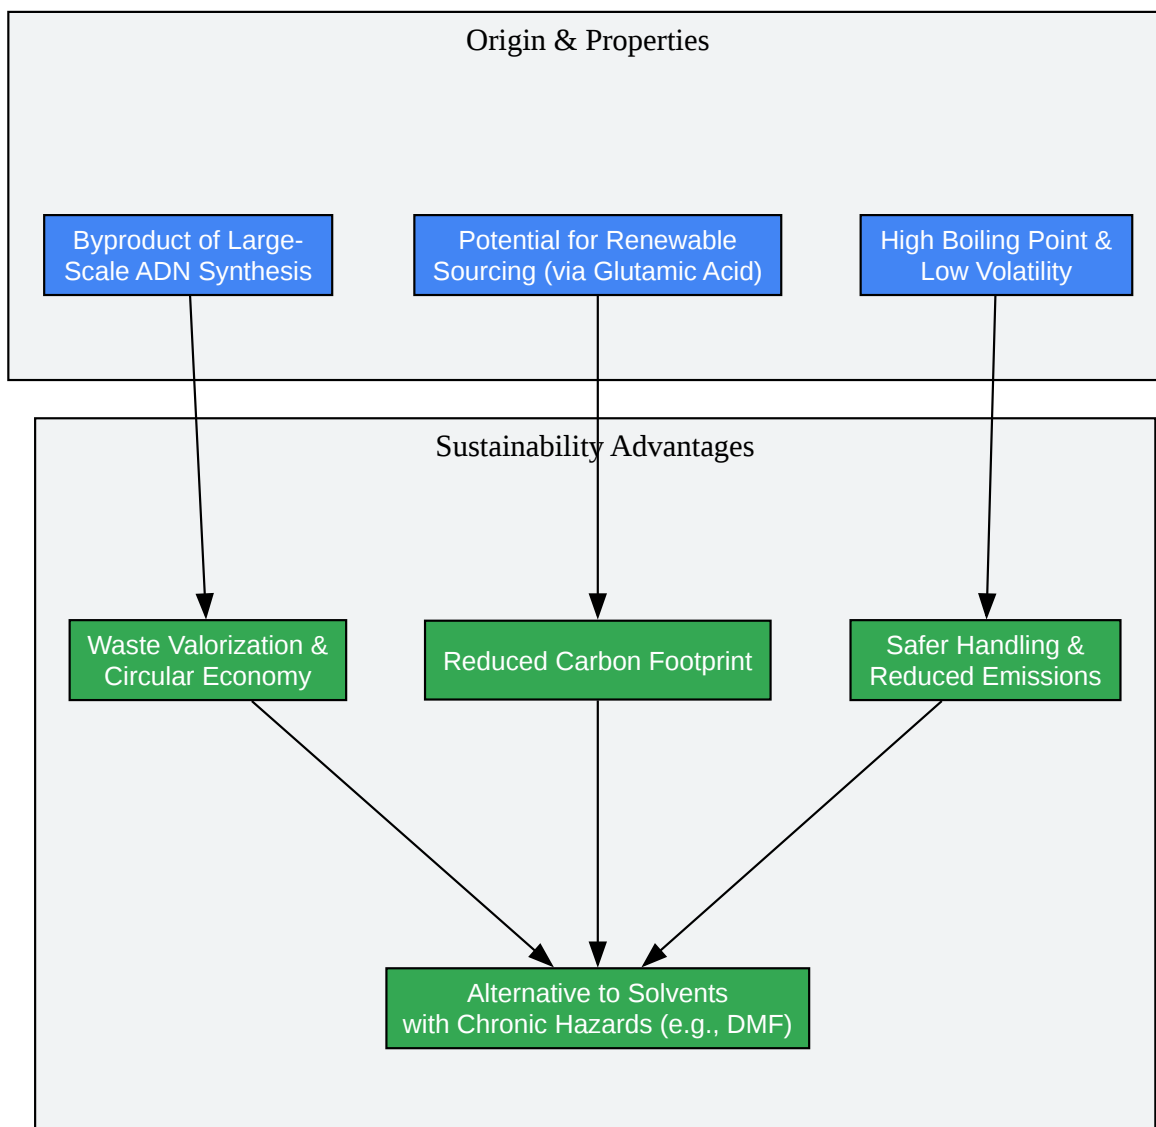 Origin & Properties
Byproduct of Large-
Scale ADN Synthesis
Potential for Renewable
Sourcing (via Glutamic Acid)
High Boiling Point &
Low Volatility
Sustainability Advantages
Waste Valorization &
Circular Economy
Reduced Carbon Footprint
Safer Handling &
Reduced Emissions
Alternative to Solvents
with Chronic Hazards (e.g., DMF)